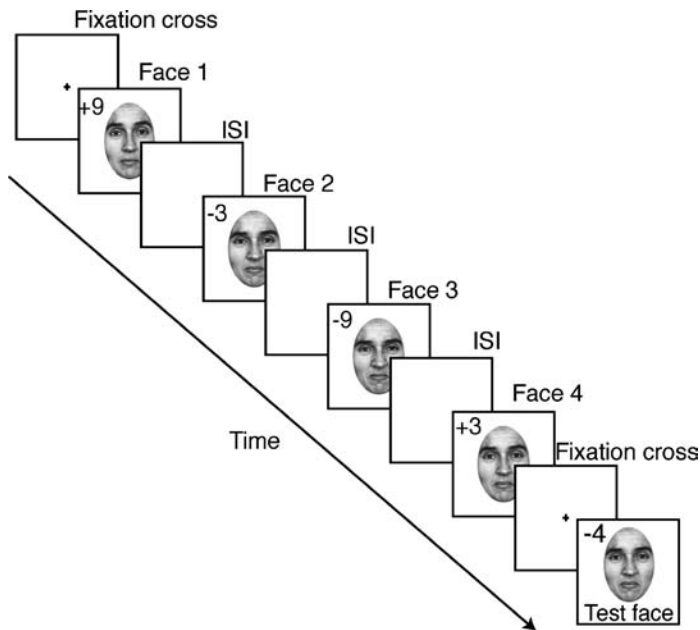 Fixation cross
Face 1
+9
ISI
Face 2
-3
ISI
Face 3
-9
ISI
Face 4
+3
Time
Fixation cross
-4
Test face